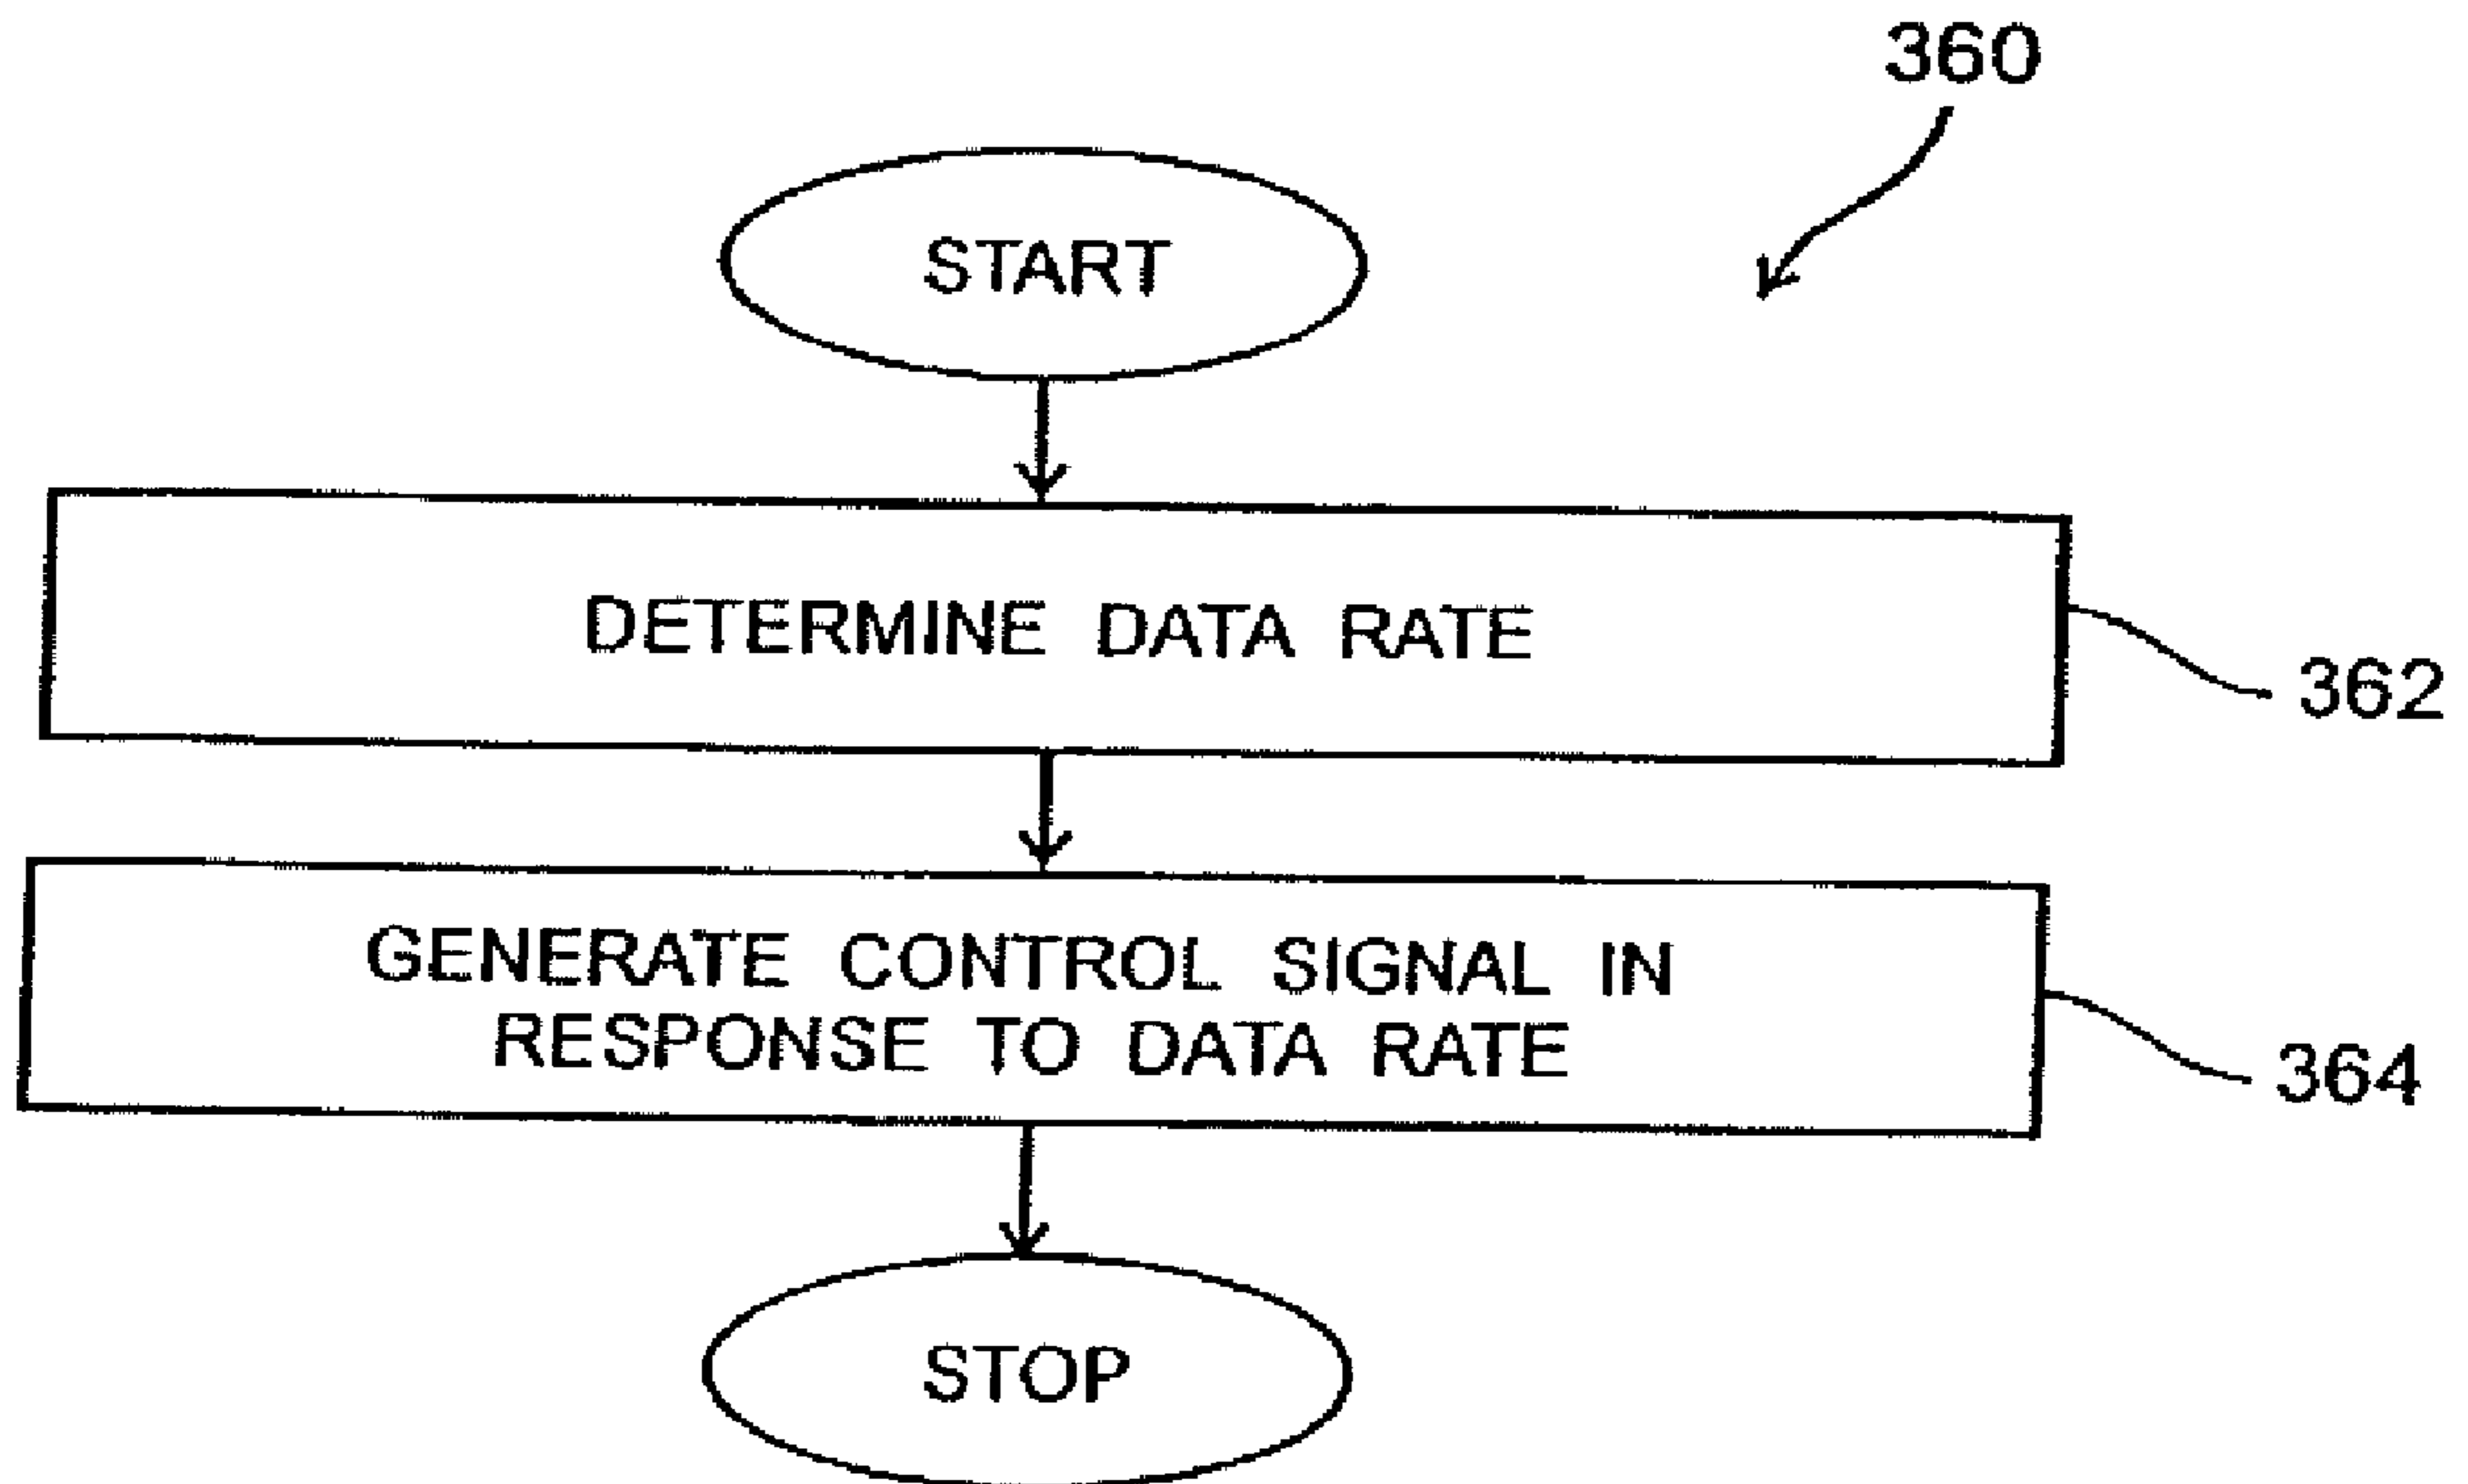 360
START
DETERMINE DATA RATE
362
GENERATE CONTROL SIGNAL IN
RESPONSE TO DATA RATE
364
STOP